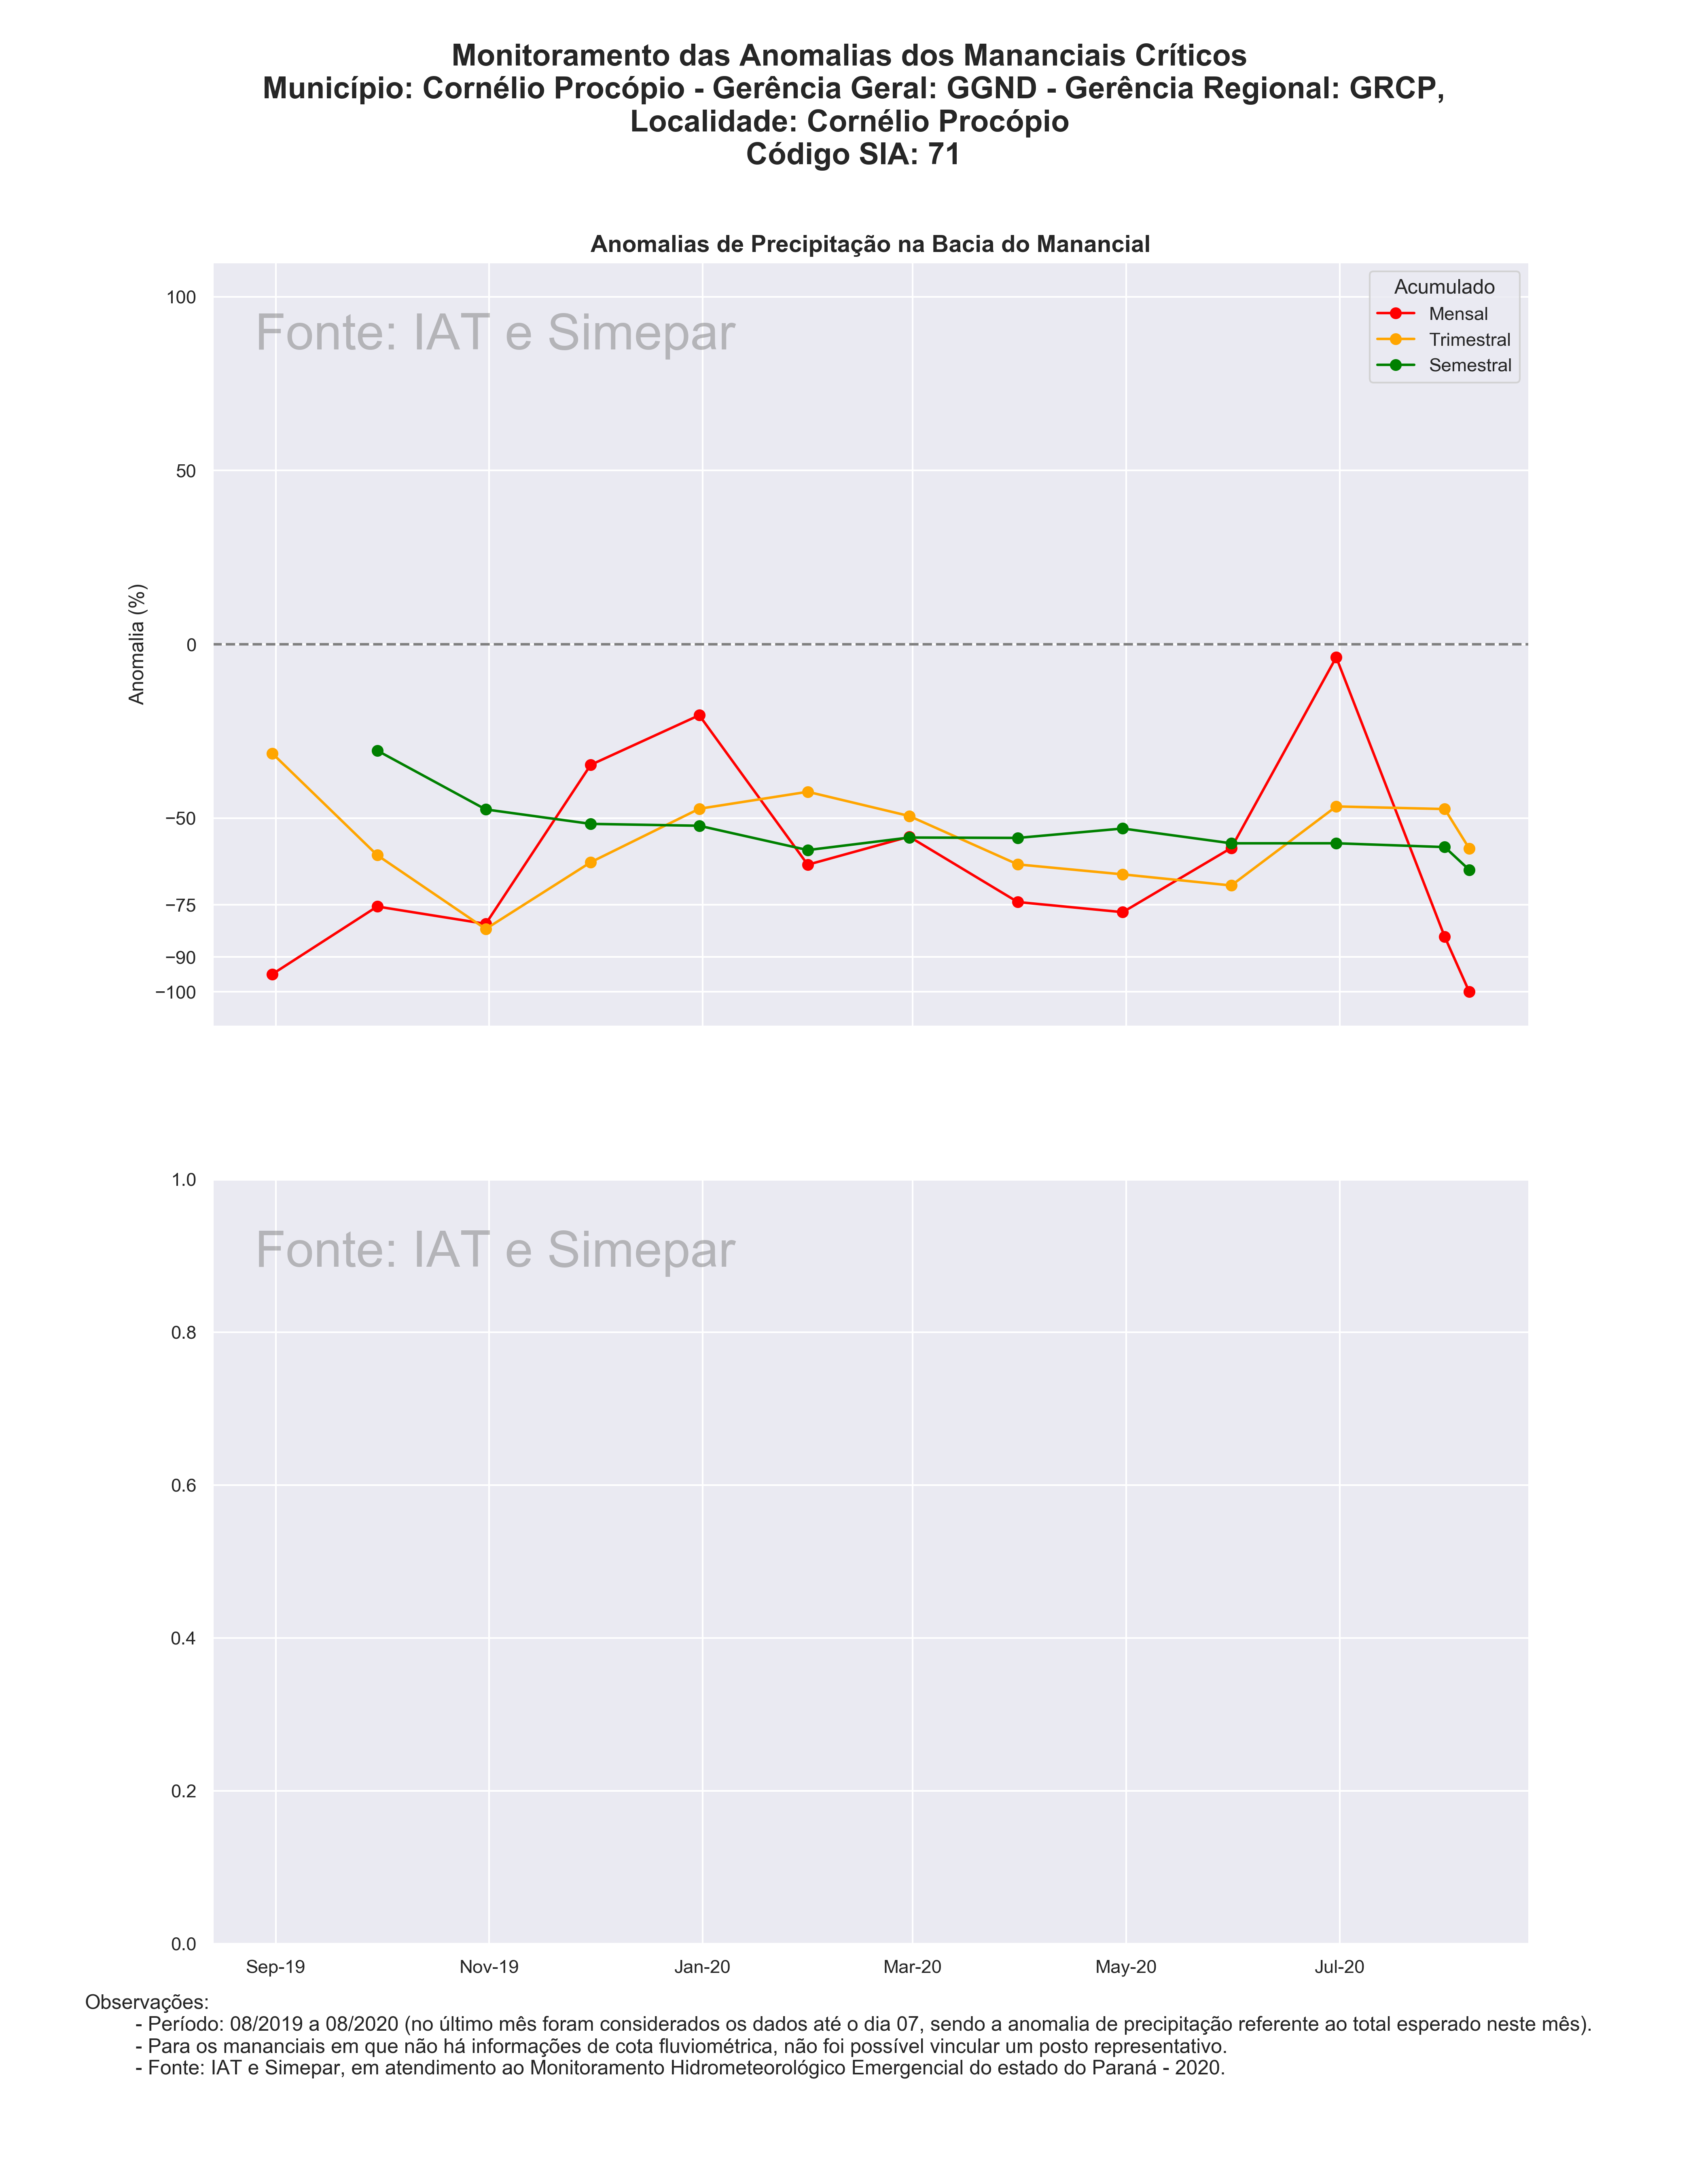 Monitoramento das Anomalias dos Mananciais Críticos
Município: Cornélio Procópio - Gerência Geral: GGND - Gerência Regional: GRCP,
Localidade: Cornélio Procópio
Código SIA: 71
Anomalias de Precipitação na Bacia do Manancial
Fonte: IAT e Simepar
Acumulado
Mensal
Trimestral
Semestral
Anomalia (%)
100
50
0
−50
−75
−90
−100
Fonte: IAT e Simepar
1.0
0.8
0.6
0.4
0.2
0.0
Sep-19 Nov-19 Jan-20 Mar-20 May-20 Jul-20
Observações:
- Período: 08/2019 a 08/2020 (no último mês foram considerados os dados até o dia 07, sendo a anomalia de precipitação referente ao total esperado neste mês).
- Para os mananciais em que não há informações de cota fluviométrica, não foi possível vincular um posto representativo.
- Fonte: IAT e Simepar, em atendimento ao Monitoramento Hidrometeorológico Emergencial do estado do Paraná - 2020.